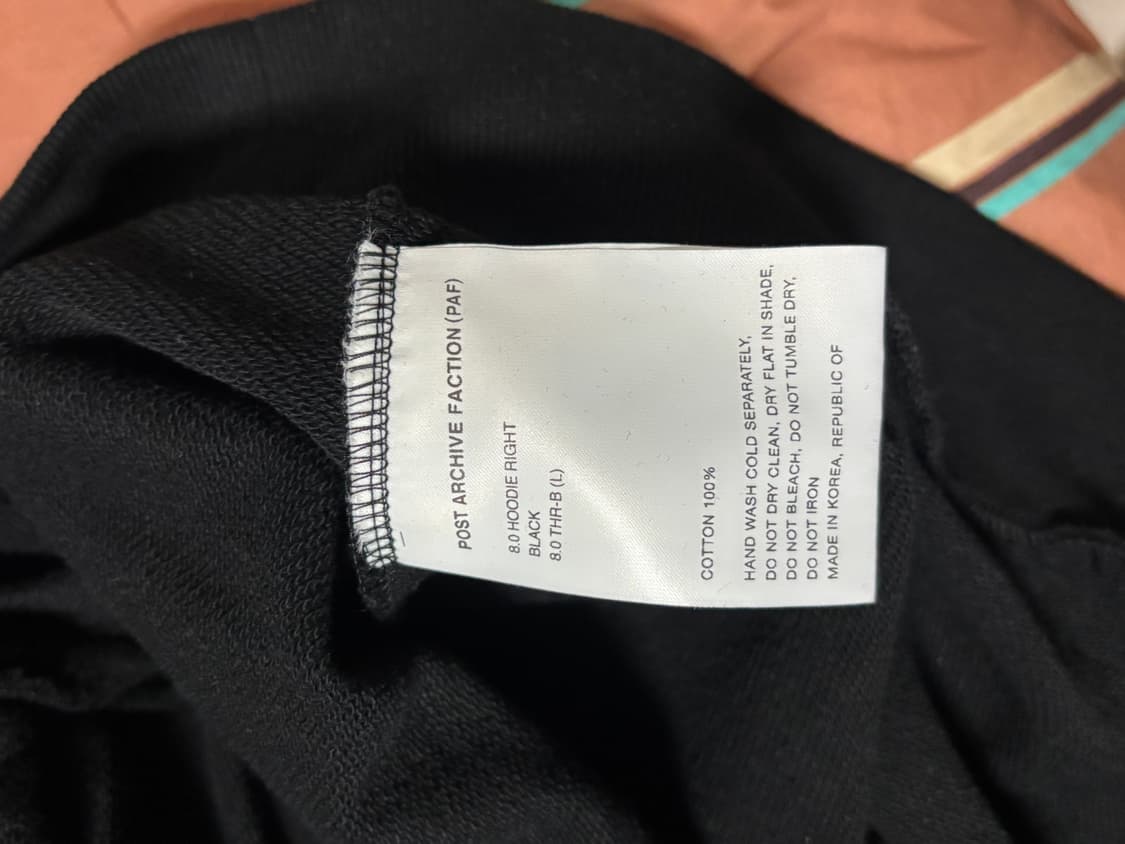 POST ARCHIVE FACTION (PAF)
8.0 HOODIE RIGHT
BLACK
8.0 THR-B (L)
COTTON 100%
HAND WASH COLD SEPARATELY,
DO NOT DRY CLEAN, DRY FLAT IN SHADE,
DO NOT BLEACH, DO NOT TUMBLE DRY,
DO NOT IRON
MADE IN KOREA, REPUBLIC OF